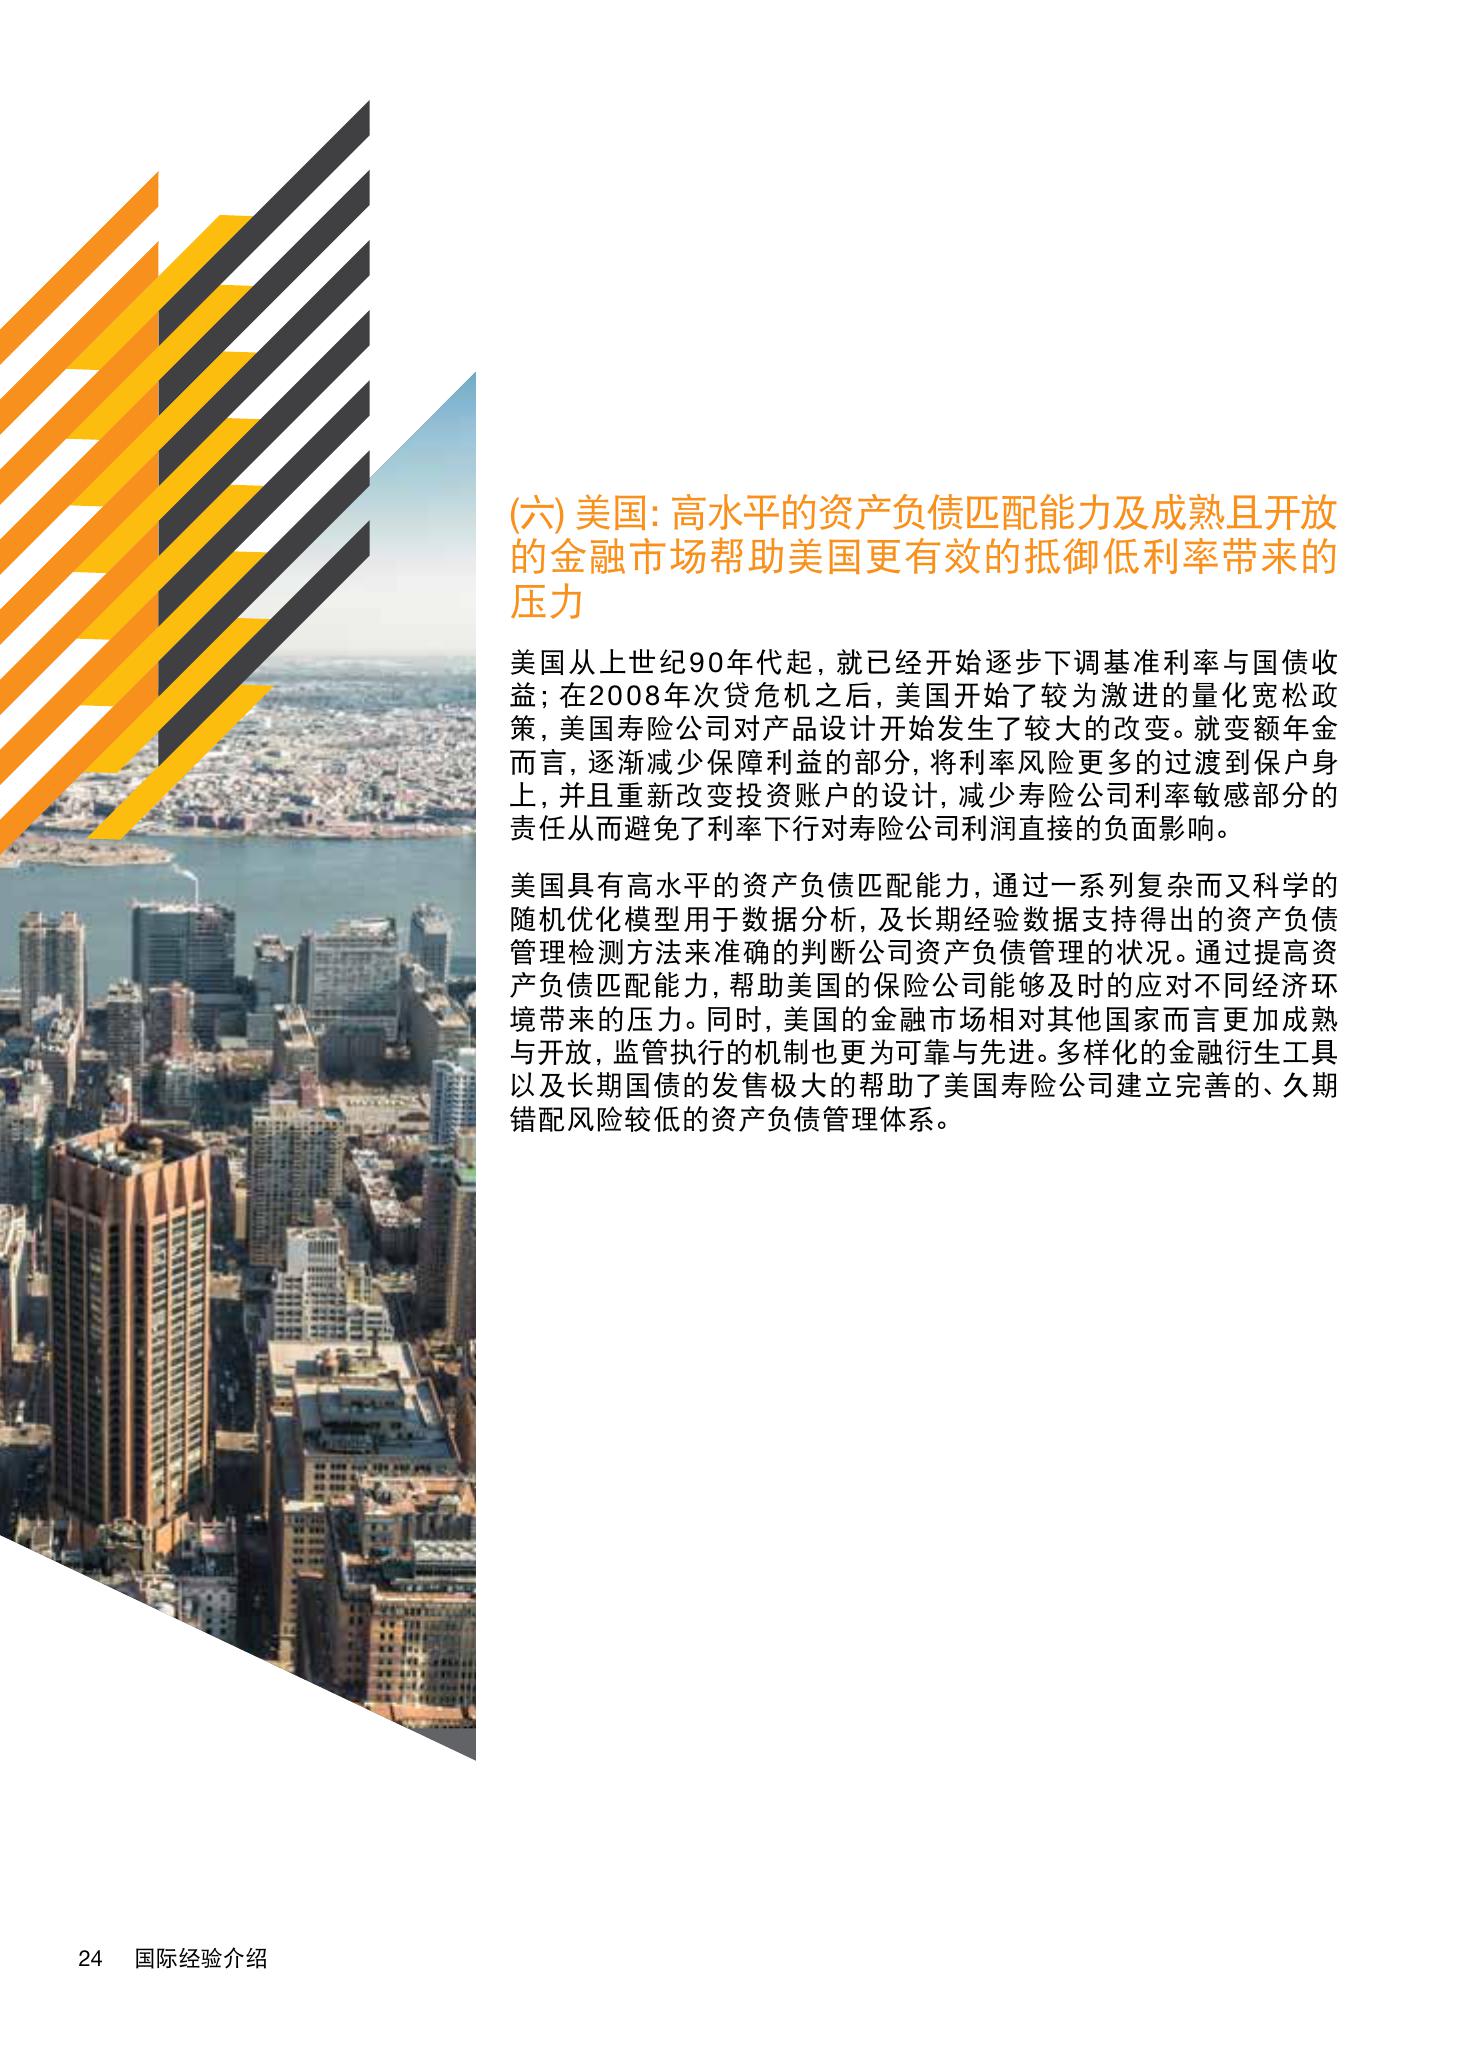 (六) 美国: 高水平的资产负债匹配能力及成熟且开放
的金融市场帮助美国更有效的抵御低利率带来的
压力
美国从上世纪90年代起, 就已经开始逐步下调基准利率与国债收
益; 在2008年次贷危机之后, 美国开始了较为激进的量化宽松政
策, 美国寿险公司对产品设计开始发生了较大的改变。就变额年金
而言, 逐渐减少保障利益的部分, 将利率风险更多的过渡到保户身
上, 并且重新改变投资账户的设计, 减少寿险公司利率敏感部分的
责任从而避免了利率下行对寿险公司利润直接的负面影响。
美国具有高水平的资产负债匹配能力, 通过一系列复杂而又科学的
随机优化模型用于数据分析, 及长期经验数据支持得出的资产负债
管理检测方法来准确的判断公司资产负债管理的状况。通过提高资
产负债匹配能力, 帮助美国的保险公司能够及时的应对不同经济环
境带来的压力。同时, 美国的金融市场相对其他国家而言更加成熟
与开放, 监管执行的机制也更为可靠与先进。多样化的金融衍生工具
以及长期国债的发售极大的帮助了美国寿险公司建立完善的、久期
错配风险较低的资产负债管理体系。
24 国际经验介绍